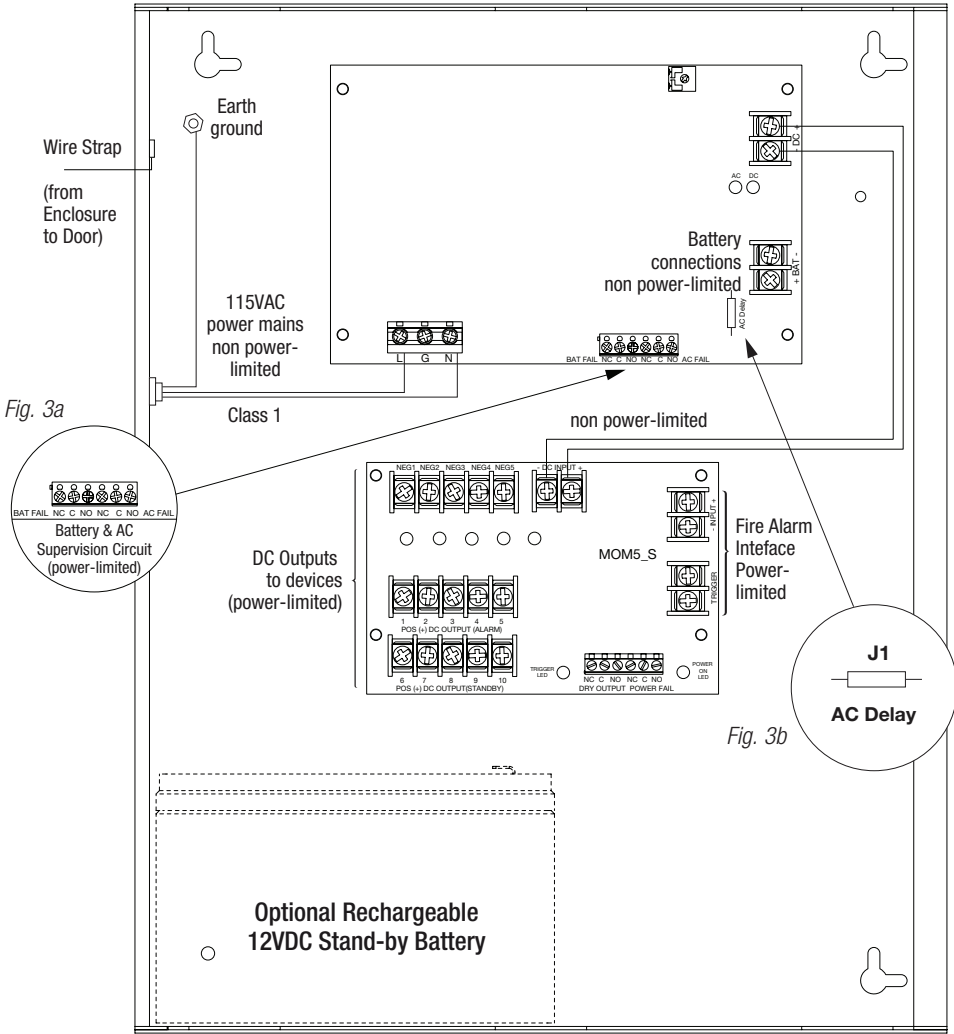 Earth
ground
Wire Strap
(from
Enclosure
to Door)
- DC +
AC DC
Battery
connections
non power-limited
+ BAT -
AC Delay
115VAC
power mains
non power-
limited
L G N
BAT FAIL NC C NO NC C NO AC FAIL
Class 1
Fig. 3a
BAT FAIL NC C NO NC C NO AC FAIL
Battery & AC
Supervision Circuit
(power-limited)
non power-limited
NEG1 NEG2 NEG3 NEG4 NEG5
- DC INPUT +
- INPUT +
MOM5_S
Fire Alarm
Inteface
Power-
limited
TRIGGER
DC Outputs
to devices
(power-limited)
1 2 3 4 5
POS (+) DC OUTPUT (ALARM)
6 7 8 9 10
POS (+) DC OUTPUT(STANDBY)
TRIGGER
LED
NC C NO NC C NO
DRY OUTPUT POWER FAIL
POWER
ON
LED
J1
AC Delay
Fig. 3b
Optional Rechargeable
12VDC Stand-by Battery